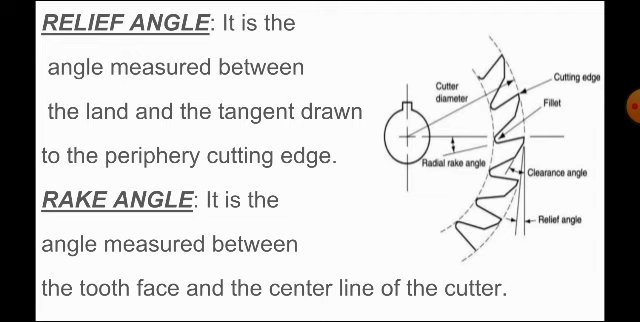 RELIEF ANGLE: It is the
angle measured between
the land and the tangent drawn
to the periphery cutting edge.
RAKE ANGLE: It is the
angle measured between
the tooth face and the center line of the cutter.
Cutter
diameter
Cutting edge
Fillet
Radial rake angle
Clearance angle
Relief angle